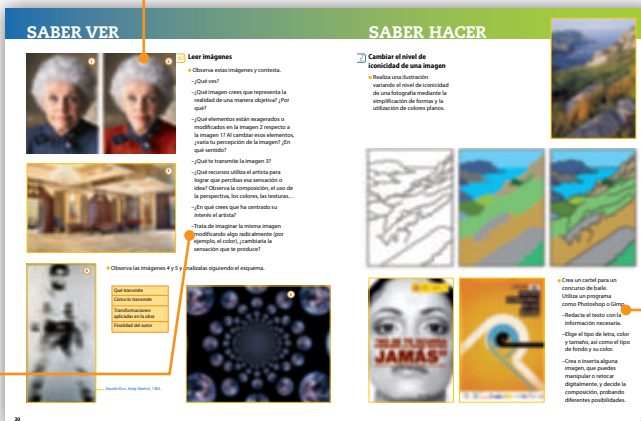 SABER VER
1
2
Leer imágenes
Observa estas imágenes y contesta.
–¿Qué ves?
–¿Qué imagen crees que representa la
realidad de una manera objetiva? ¿Por
qué?
–¿Qué elementos están exagerados o
modificados en la imagen 2 respecto a
la imagen 1? Al cambiar esos elementos,
¿varía tu percepción de la imagen? ¿En
qué sentido?
–¿Qué te transmite la imagen 3?
–¿Qué recursos utiliza el artista para
lograr que percibas esa sensación o
idea? Observa la composición, el uso de
la perspectiva, los colores, las texturas…
–¿En qué crees que ha centrado su
interés el artista?
–Trata de imaginar la misma imagen
modificando algo radicalmente (por
ejemplo, el color), ¿cambiaría la
sensación que te produce?
Observa las imágenes 4 y 5 y analízalas siguiendo el esquema.
Qué transmite
Cómo lo transmite
Transformaciones
aplicadas en la obra
Finalidad del autor
Double Elvis, Andy Warhol, 1963.
30
SABER HACER
Cambiar el nivel de
iconicidad de una imagen
Realiza una ilustración
variando el nivel de iconicidad
de una fotografía mediante la
simplificación de formas y la
utilización de colores planos.
JAMÁS
Crea un cartel para un
concurso de baile.
Utiliza un programa
como Photoshop o Gimp.
–Redacta el texto con la
información necesaria.
–Elige el tipo de letra, color
y tamaño, así como el tipo
de fondo y su color.
–Crea o inserta alguna
imagen, que puedes
manipular o retocar
digitalmente, y decide la
composición, probando
diferentes posibilidades.